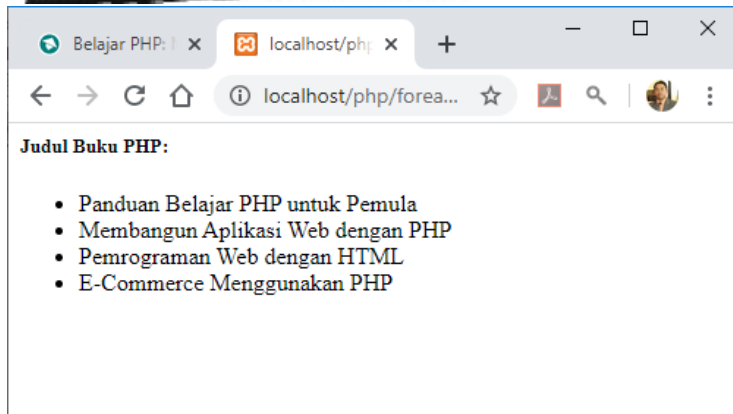 Belajar PHP:
localhost/ph
localhost/php/forea...
Judul Buku PHP:
Panduan Belajar PHP untuk Pemula
Membangun Aplikasi Web dengan PHP
Pemrograman Web dengan HTML
E-Commerce Menggunakan PHP